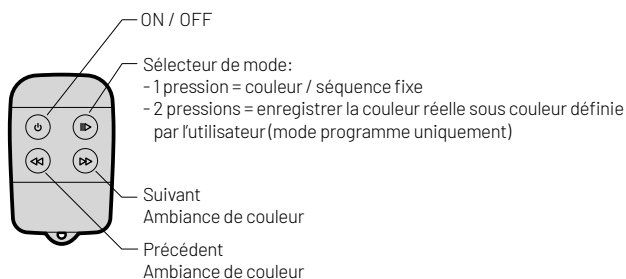 ON / OFF
Sélecteur de mode:
- 1 pression = couleur / séquence fixe
- 2 pressions = enregistrer la couleur réelle sous couleur définie
par l'utilisateur (mode programme uniquement)
Suivant
Ambiance de couleur
Précédent
Ambiance de couleur